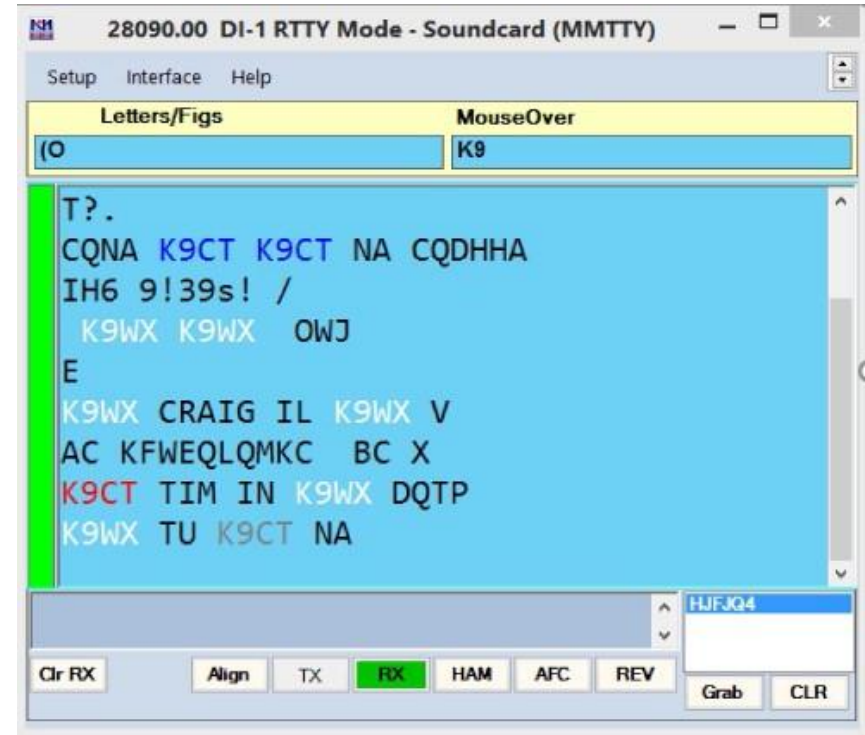 28090.00 DI-1 RTTY Mode - Soundcard (MMTTY)
Setup Interface Help
Letters/Figs MouseOver
(O K9
T?.
CQNA K9CT K9CT NA CQDHHA
IH6 9!39s! /
K9WX K9WX OWJ
E
K9WX CRAIG IL K9WX V
AC KFWEQLQMKC BC X
K9CT TIM IN K9WX DQTP
K9WX TU K9CT NA
HJFJQ4
Clr RX Align TX RX HAM AFC REV
Grab CLR